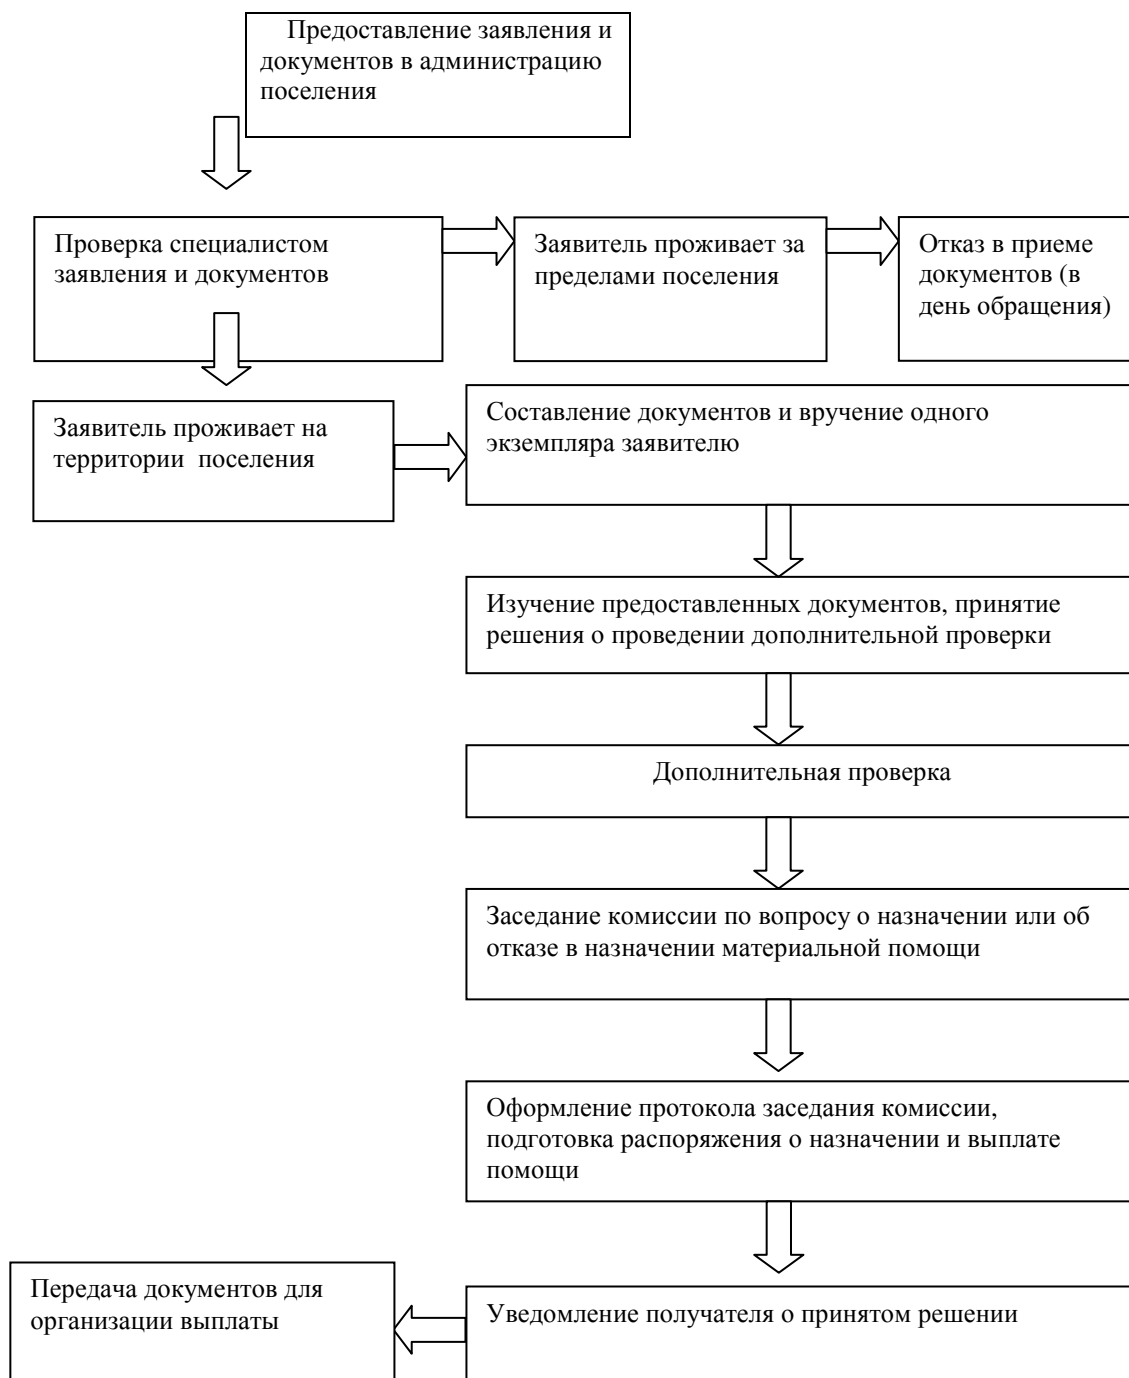 Предоставление заявления и
документов в администрацию
поселения
Проверка специалистом
заявления и документов
Заявитель проживает за
пределами поселения
Отказ в приеме
документов (в
день обращения)
Заявитель проживает на
территории поселения
Составление документов и вручение одного
экземпляра заявителю
Изучение предоставленных документов, принятие
решения о проведении дополнительной проверки
Дополнительная проверка
Заседание комиссии по вопросу о назначении или об
отказе в назначении материальной помощи
Оформление протокола заседания комиссии,
подготовка распоряжения о назначении и выплате
помощи
Передача документов для
организации выплаты
Уведомление получателя о принятом решении